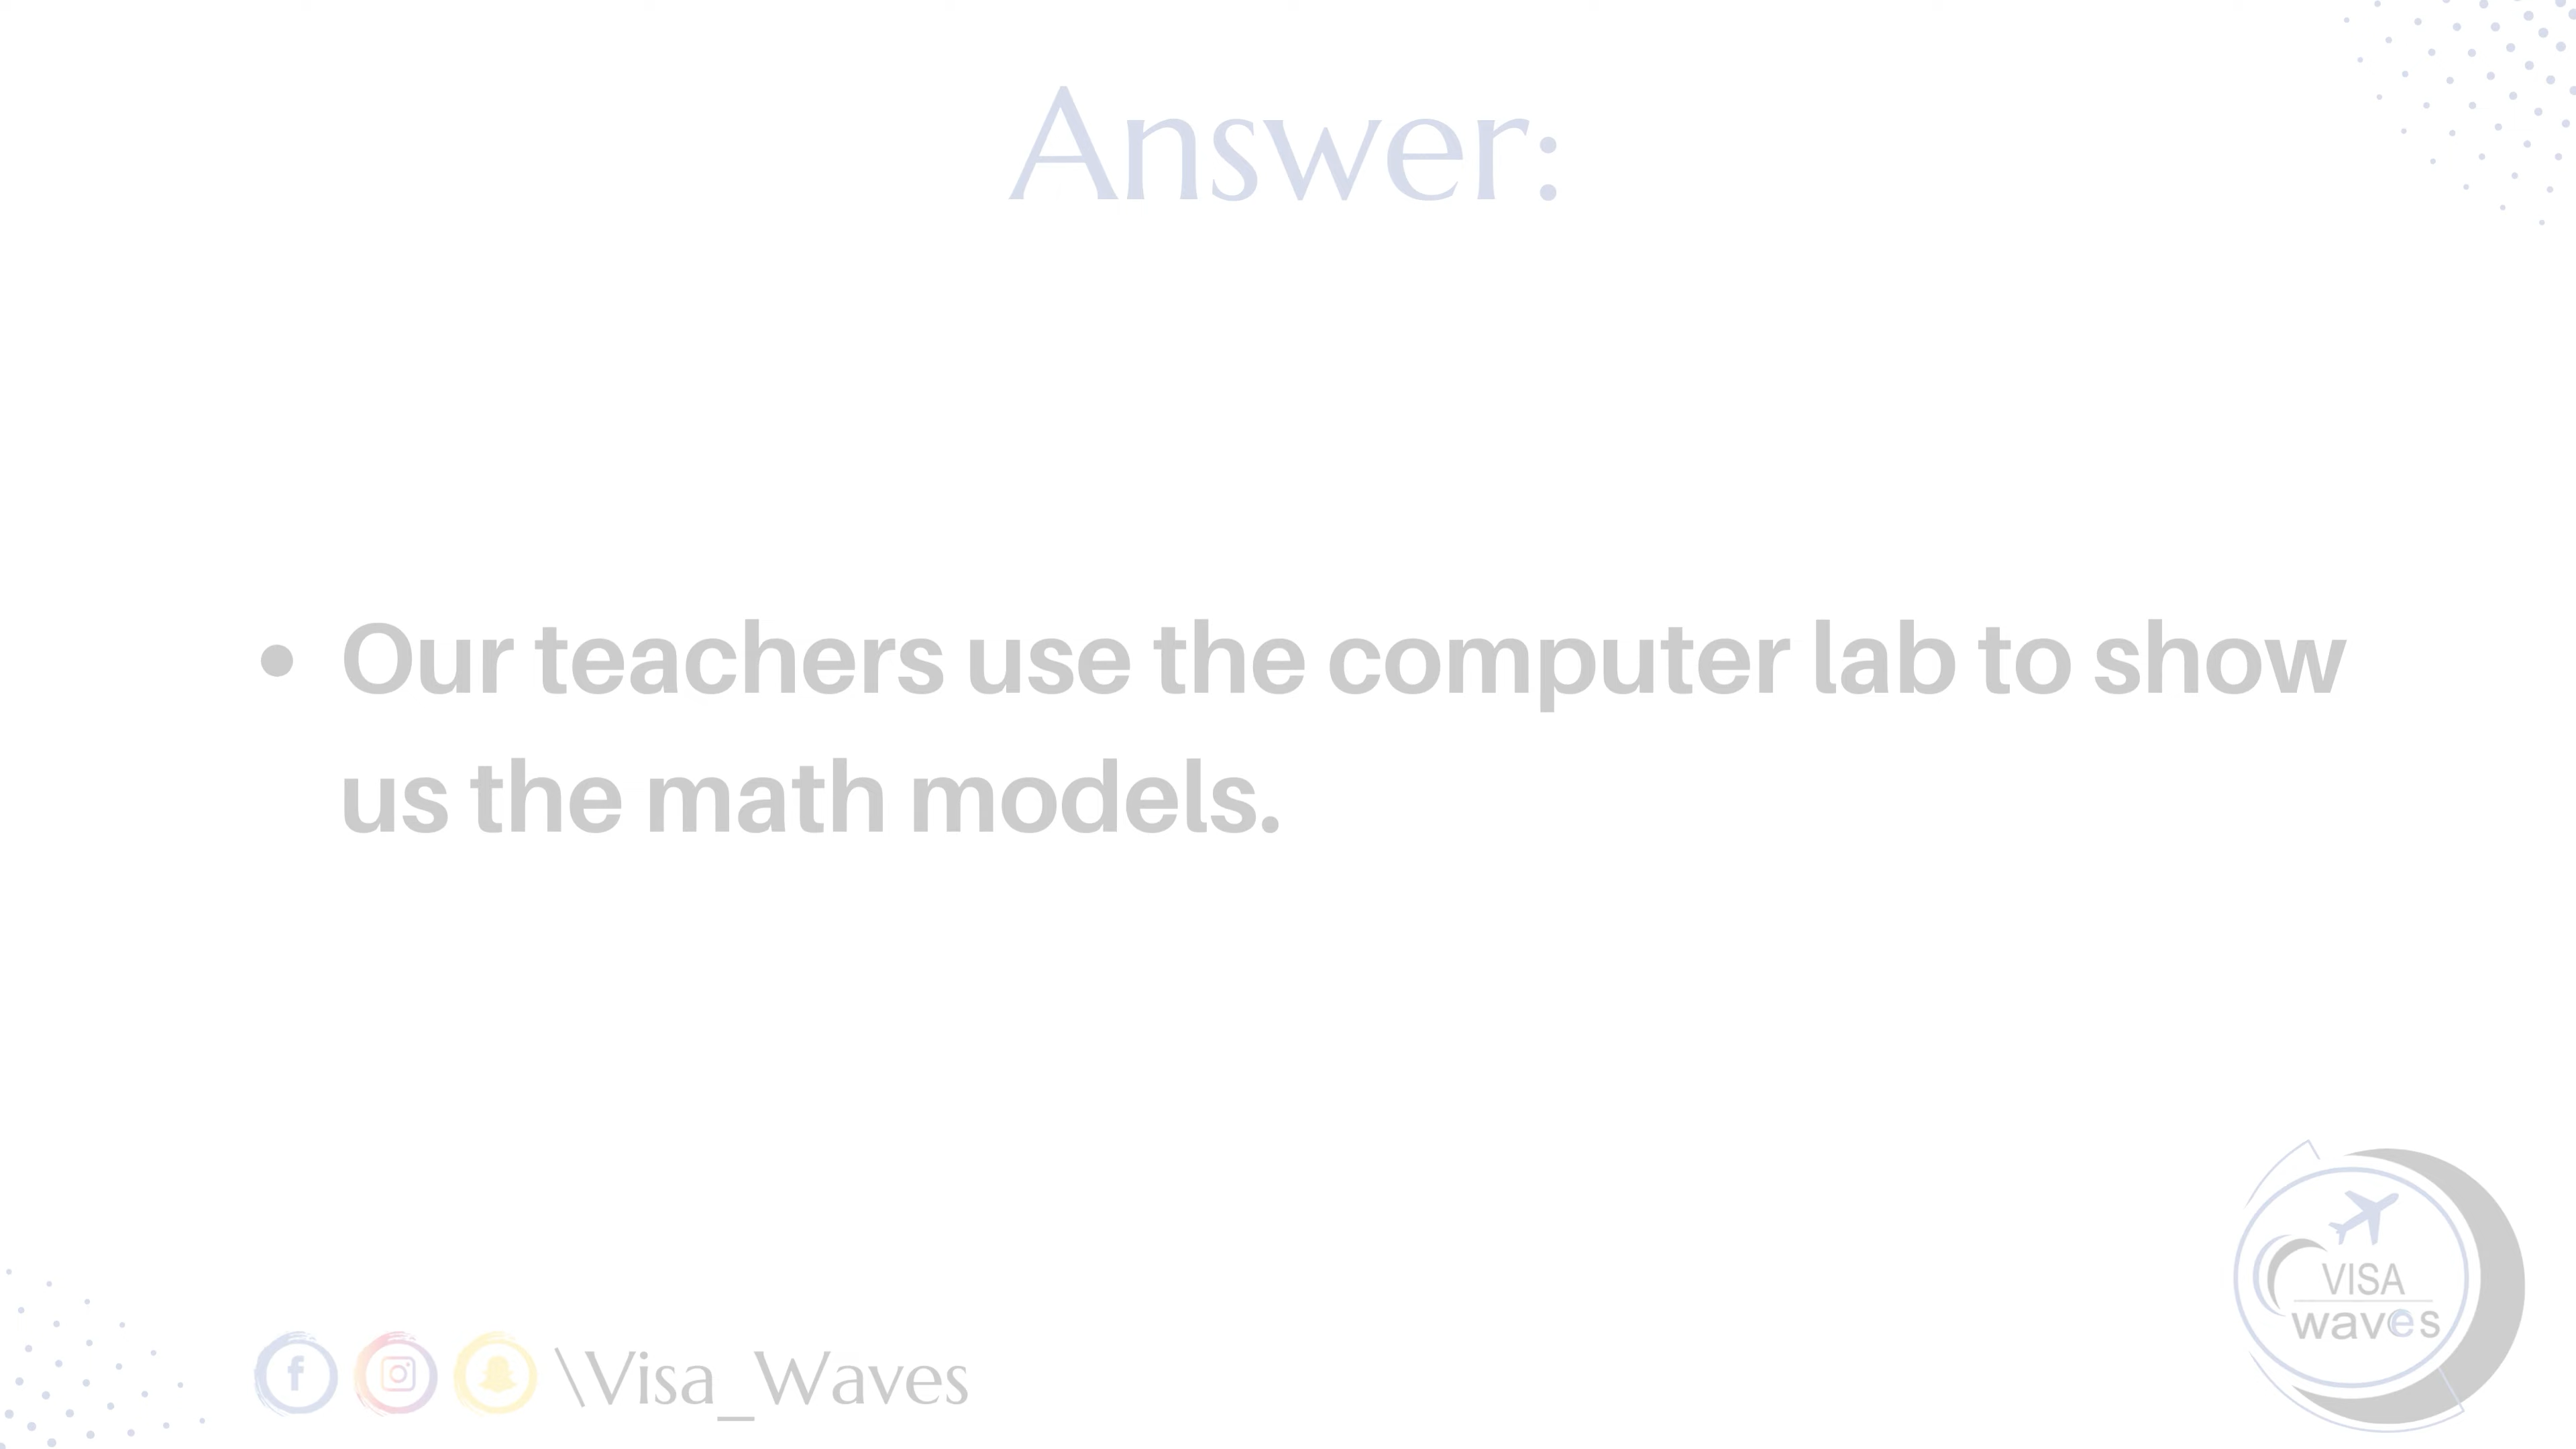 Answer:
• Our teachers use the computer lab to show
us the math models.
\Visa_Waves
VISA
waves